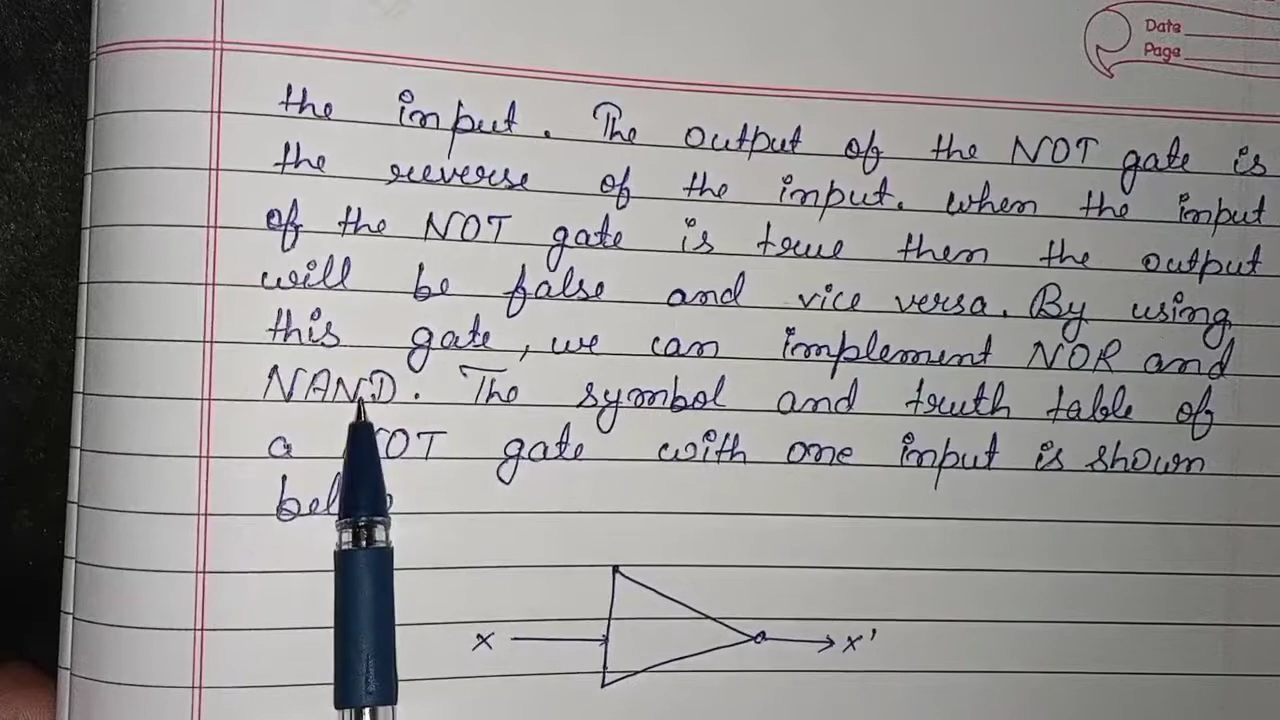 Date
Page
the input. The output of the NOT gate is
the reverse of the input. when the input
of the NOT gate is true then the output
will be false and vice versa. By using
this gate, we can implement NOR and
NAND. The symbol and truth table of
a NOT gate with one input is shown
x x'